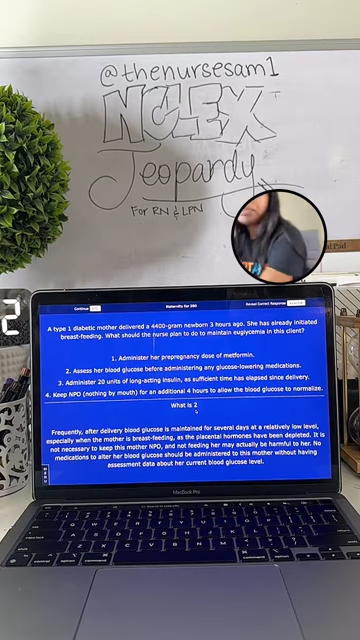 @thenursesam1
NCLEX
Jeopardy
For RN & LPN
2
Continue
Maternity for 380
Reveal Correct Response
A type 1 diabetic mother delivered a 4400-gram newborn 3 hours ago. She has already initiated
breast-feeding. What should the nurse plan to do to maintain euglycemia in this client?
1. Administer her prepregnancy dose of metformin.
2. Assess her blood glucose before administering any glucose-lowering medications.
3. Administer 20 units of long-acting insulin, as sufficient time has elapsed since delivery.
4. Keep NPO (nothing by mouth) for an additional 4 hours to allow the blood glucose to normalize.
What is 2
Frequently, after delivery blood glucose is maintained for several days at a relatively low level,
especially when the mother is breast-feeding, as the placental hormones have been depleted. It is
not necessary to keep this mother NPO, and not feeding her may actually be harmful to her. No
medications to alter her blood glucose should be administered to this mother without having
assessment data about her current blood glucose level.
MacBook Pro